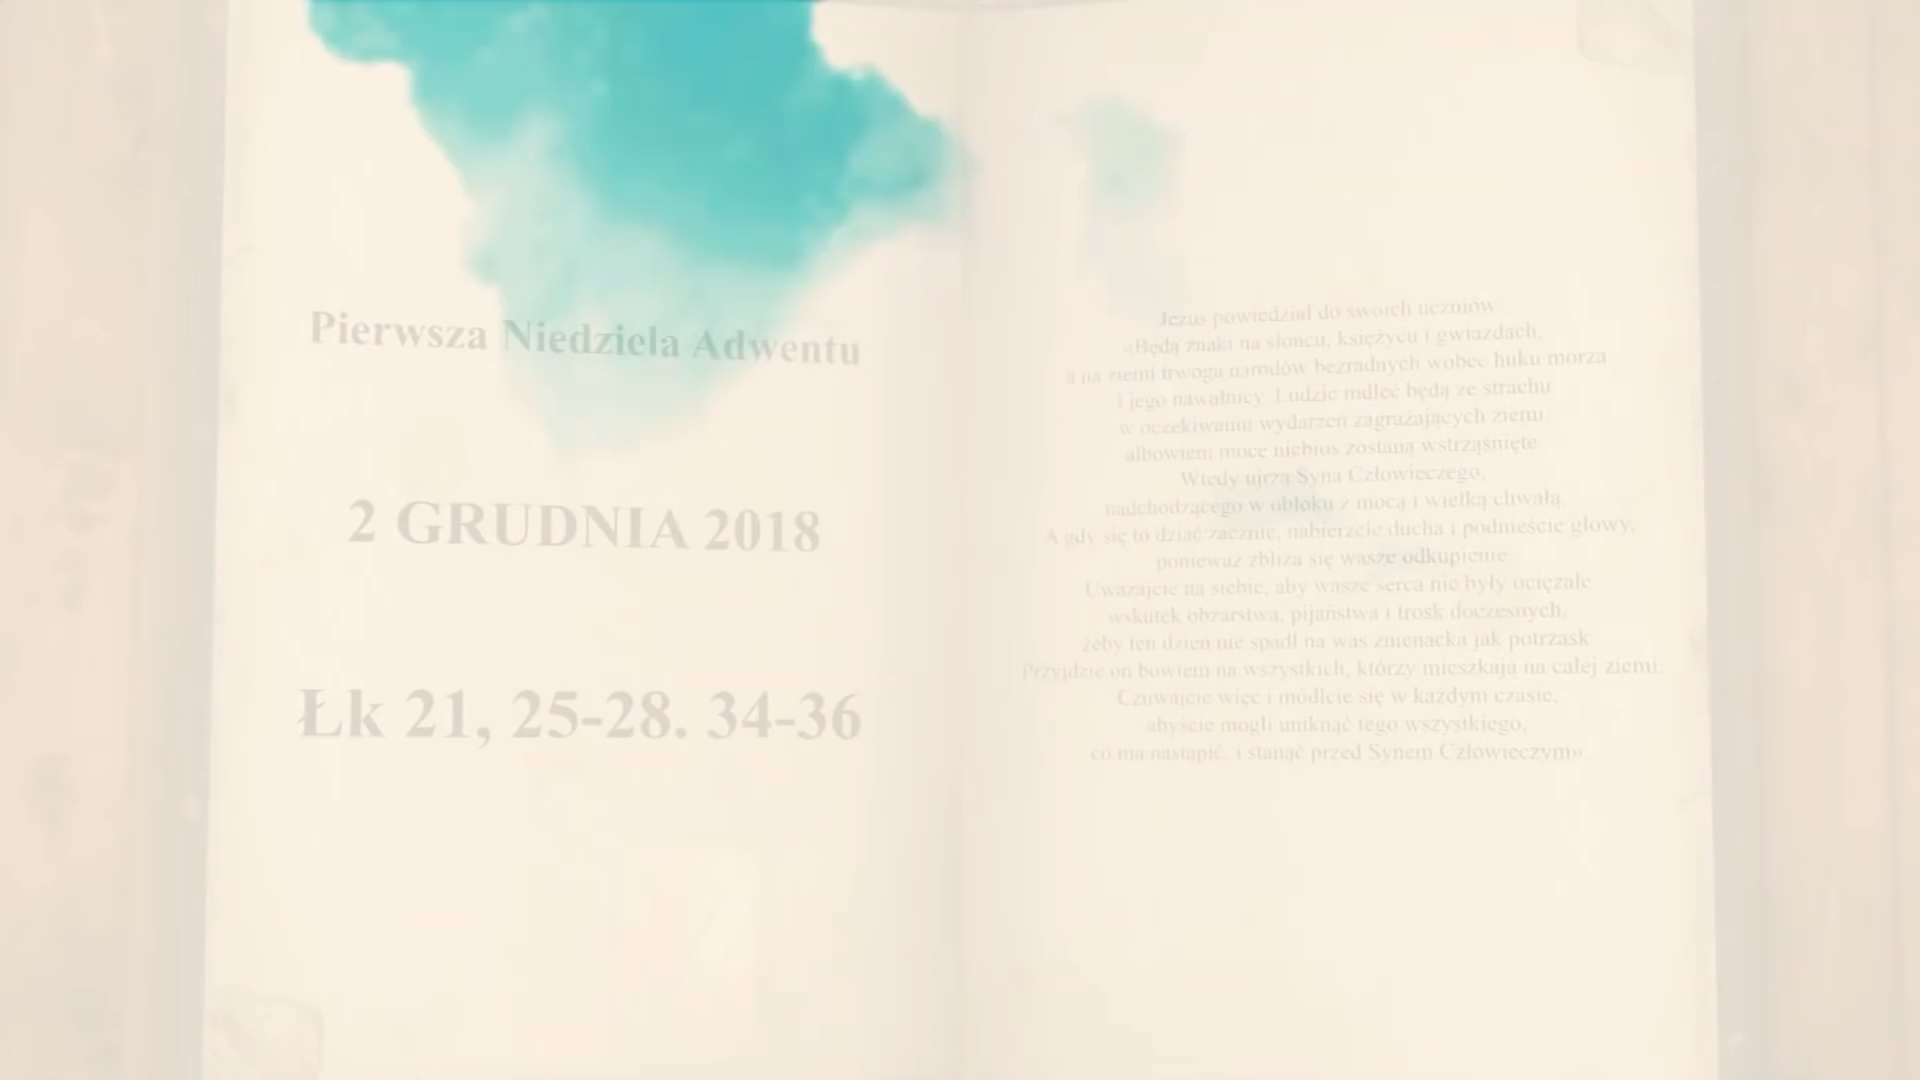 Pierwsza Niedziela Adwentu
2 GRUDNIA 2018
Łk 21, 25-28. 34-36
Jezus powiedział do swoich uczniów
«Będą znaki na słońcu, księżycu i gwiazdach,
a na ziemi trwoga narodów bezradnych wobec huku morza
i jego nawałnicy. Ludzie mdleć będą ze strachu
w oczekiwaniu wydarzeń zagrażających ziemi,
albowiem moce niebios zostaną wstrząśnięte.
Wtedy ujrzą Syna Człowieczego,
nadchodzącego w obłoku z mocą i wielką chwałą.
A gdy się to dziać zacznie, nabierzcie ducha i podnieście głowy,
ponieważ zbliża się wasze odkupienie.
Uważajcie na siebie, aby wasze serca nie były ociężałe
wskutek obżarstwa, pijaństwa i trosk doczesnych,
żeby ten dzień nie spadł na was znienacka jak potrzask.
Przyjdzie on bowiem na wszystkich, którzy mieszkają na całej ziemi.
Czuwajcie więc i módlcie się w każdym czasie,
abyście mogli uniknąć tego wszystkiego,
co ma nastąpić, i stanąć przed Synem Człowieczym»